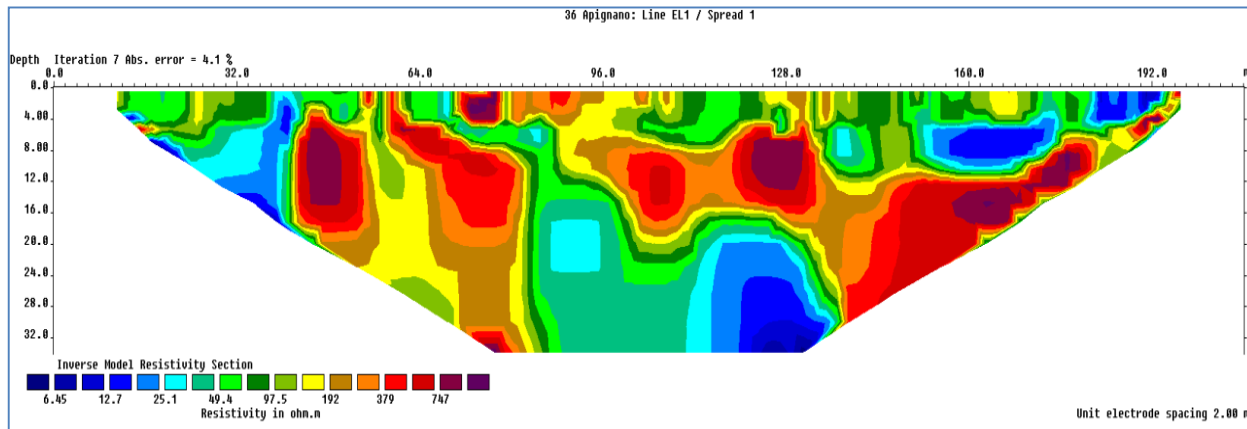 36 Apignano: Line EL1 / Spread 1
Depth Iteration 7 Abs. error = 4.1 %
0.0 32.0 64.0 96.0 128.0 160.0 192.0 m
0.0
4.00
8.00
12.0
16.0
20.0
24.0
28.0
32.0
Inverse Model Resistivity Section
6.45 12.7 25.1 49.4 97.5 192 379 747
Resistivity in ohm.m
Unit electrode spacing 2.00 m